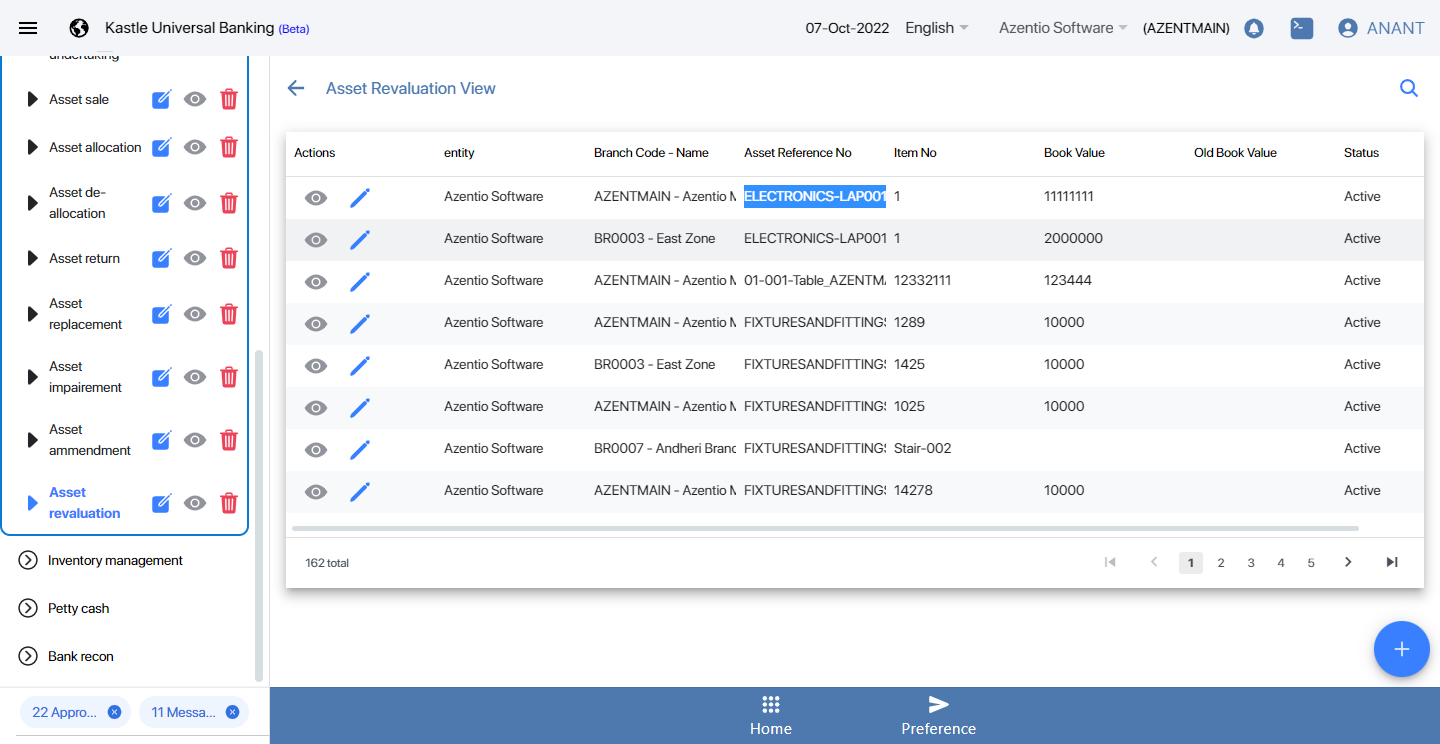 Kastle Universal Banking (Beta)
07-Oct-2022 English Azentio Software (AZENTMAIN) ANANT
undertaking
Asset sale
Asset allocation
Asset de-
allocation
Asset return
Asset
replacement
Asset
impairement
Asset
ammendment
Asset
revaluation
Inventory management
Petty cash
Bank recon
22 Appro...
11 Messa...
Asset Revaluation View
Actions entity Branch Code - Name Asset Reference No Item No Book Value Old Book Value Status
Azentio Software AZENTMAIN - Azentio M ELECTRONICS-LAP001 1 11111111 Active
Azentio Software BR0003 - East Zone ELECTRONICS-LAP001 1 2000000 Active
Azentio Software AZENTMAIN - Azentio M 01-001-Table_AZENTMA 12332111 123444 Active
Azentio Software AZENTMAIN - Azentio M FIXTURESANDFITTINGS 1289 10000 Active
Azentio Software BR0003 - East Zone FIXTURESANDFITTINGS 1425 10000 Active
Azentio Software AZENTMAIN - Azentio M FIXTURESANDFITTINGS 1025 10000 Active
Azentio Software BR0007 - Andheri Branc FIXTURESANDFITTINGS Stair-002 Active
Azentio Software AZENTMAIN - Azentio M FIXTURESANDFITTINGS 14278 10000 Active
162 total
1 2 3 4 5
Home
Preference